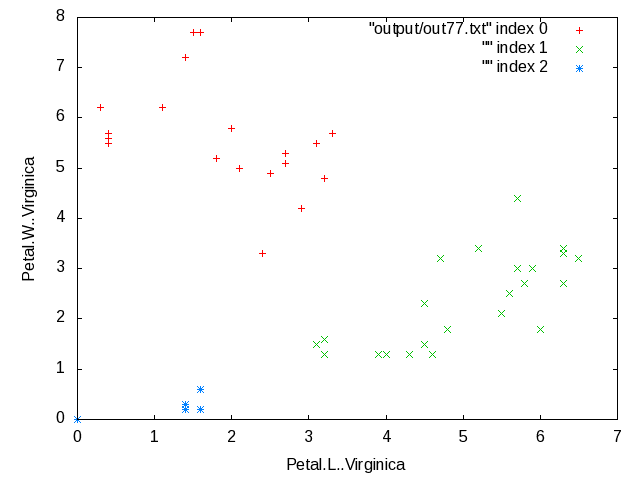 8
7
6
5
4
3
2
1
0
0 1 2 3 4 5 6 7
Petal.W..Virginica
Petal.L..Virginica
"output/out77.txt" index 0
"" index 1
"" index 2